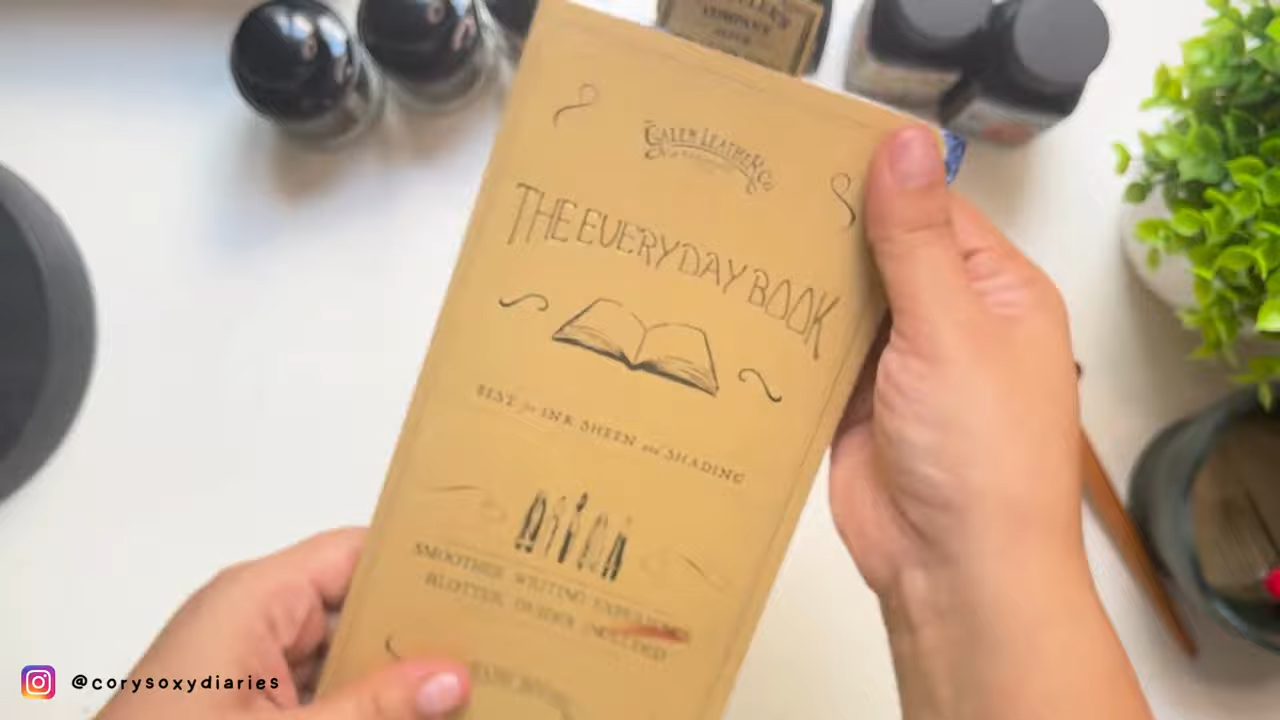 COMPANY
GALEN LEATHER Co
THE EVERYDAY BOOK
BEST for INK SHEEN and SHADING
SMOOTHER WRITING EXPERIENCE
BLOTTER, GUIDES INCLUDED
@corysoxydiaries